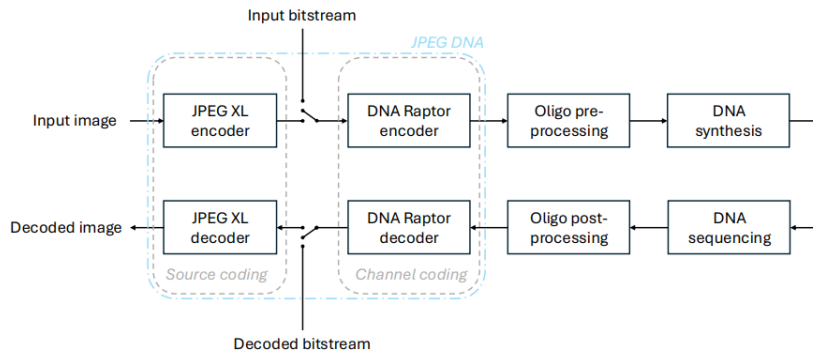 Input bitstream
JPEG DNA
Input image
JPEG XL
encoder
DNA Raptor
encoder
Oligo pre-
processing
DNA
synthesis
Decoded image
JPEG XL
decoder
DNA Raptor
decoder
Oligo post-
processing
DNA
sequencing
Source coding
Channel coding
Decoded bitstream